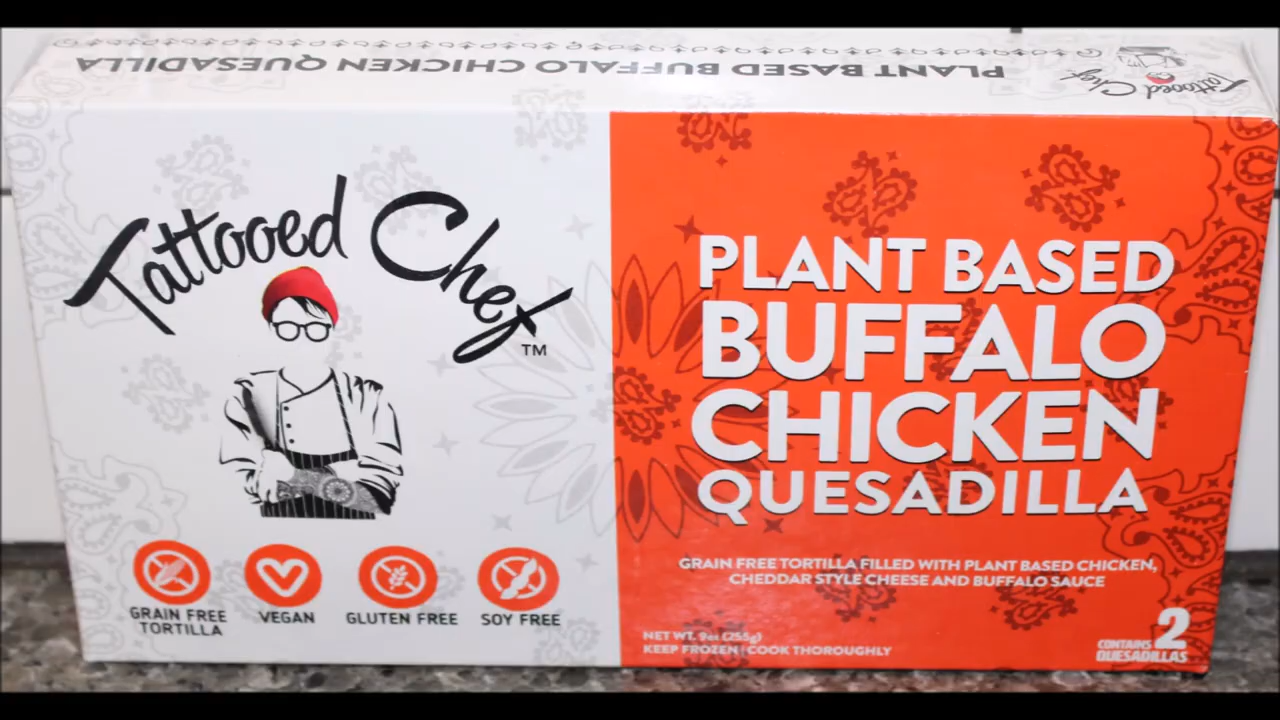 PLANT BASED BUFFALO CHICKEN QUESADILLA
Tattooed Chef
Tattooed Chef™
PLANT BASED
BUFFALO
CHICKEN
QUESADILLA
GRAIN FREE TORTILLA FILLED WITH PLANT BASED CHICKEN,
CHEDDAR STYLE CHEESE AND BUFFALO SAUCE
GRAIN FREE
TORTILLA
VEGAN
GLUTEN FREE
SOY FREE
NET WT. 9oz (255g)
KEEP FROZEN | COOK THOROUGHLY
CONTAINS 2
QUESADILLAS